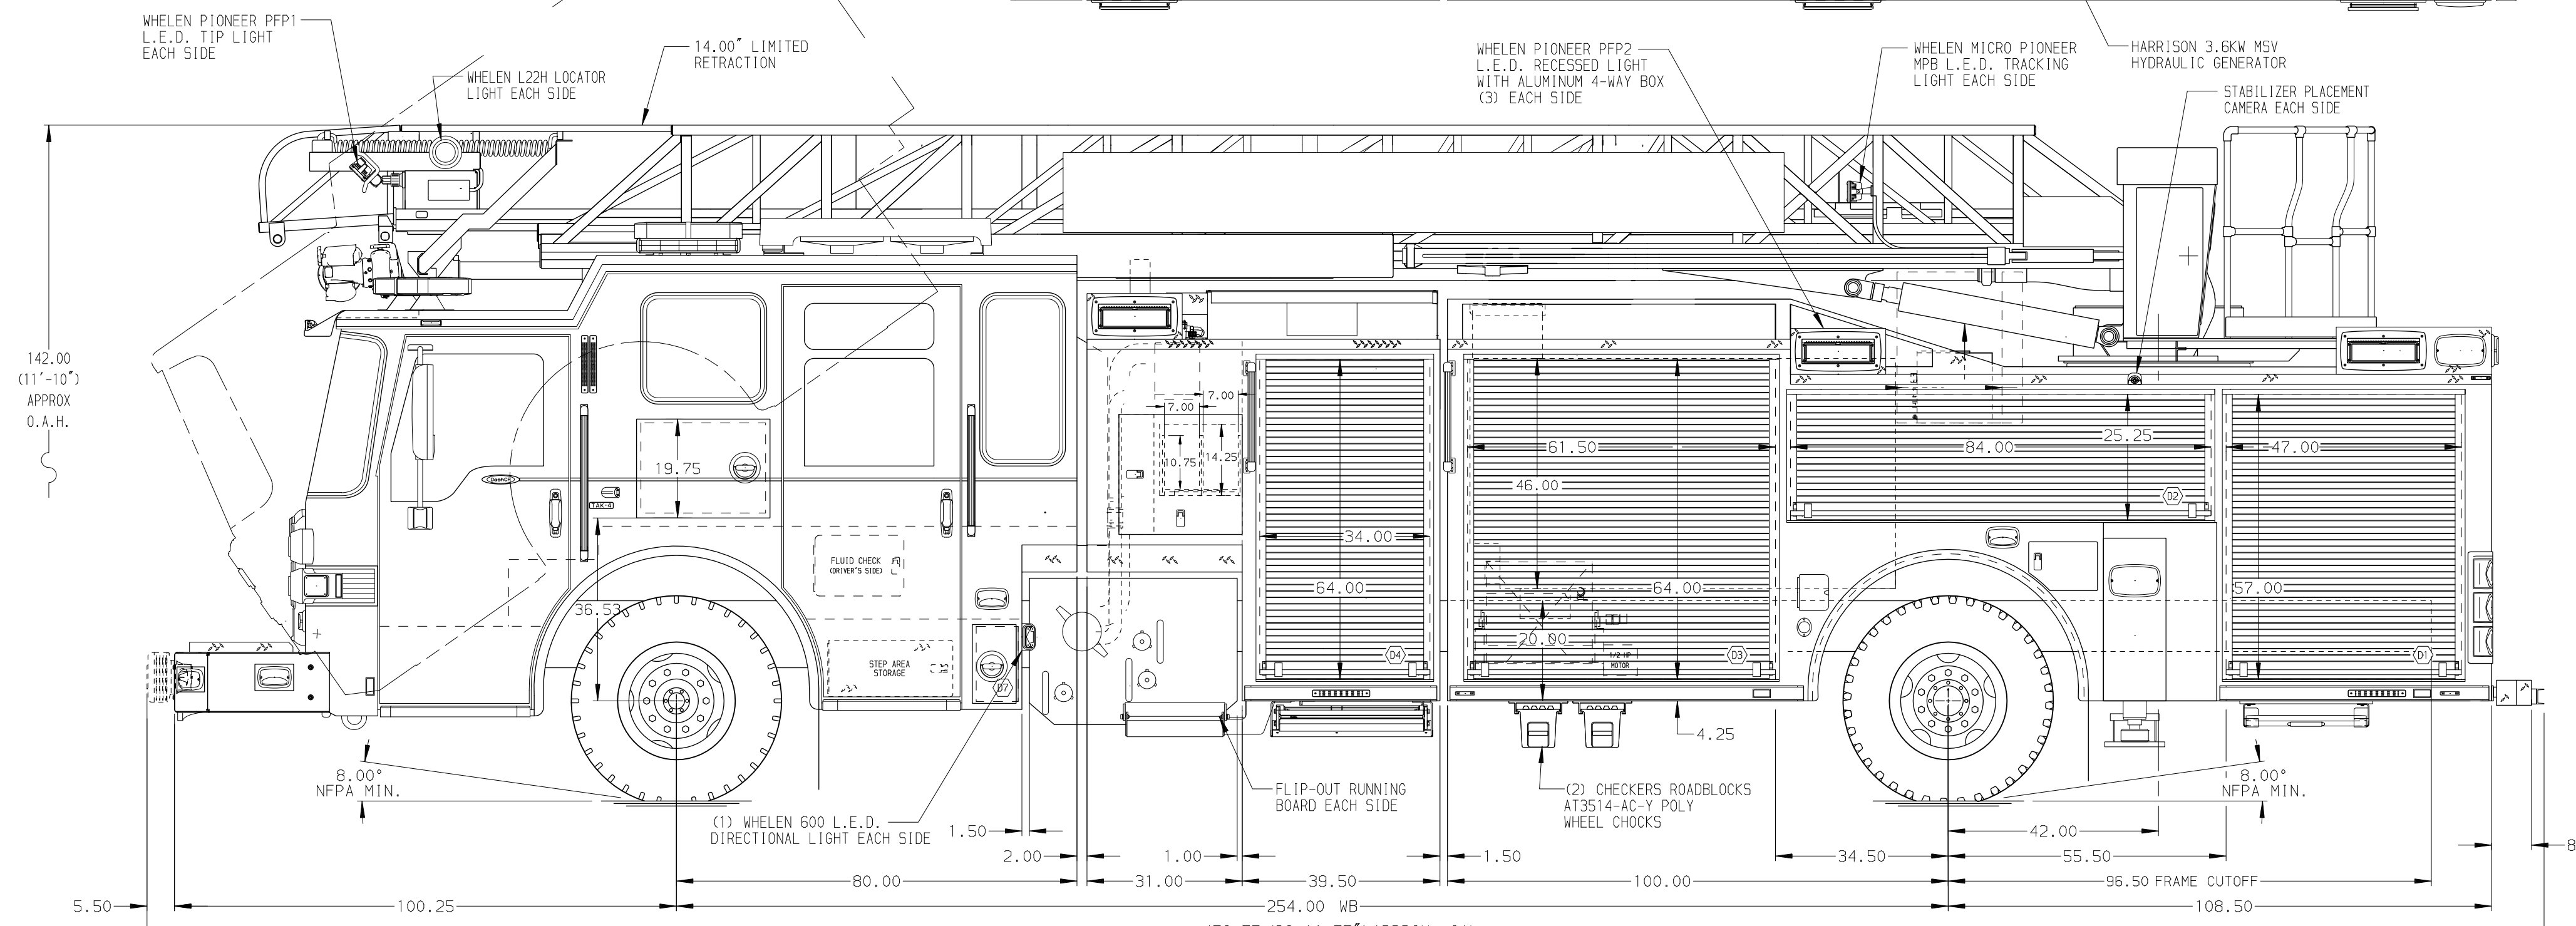 WHELEN PIONEER PFP1
L.E.D. TIP LIGHT
EACH SIDE
WHELEN L22H LOCATOR
LIGHT EACH SIDE
14.00" LIMITED
RETRACTION
WHELEN PIONEER PFP2
L.E.D. RECESSED LIGHT
WITH ALUMINUM 4-WAY BOX
(3) EACH SIDE
WHELEN MICRO PIONEER
MPB L.E.D. TRACKING
LIGHT EACH SIDE
HARRISON 3.6KW MSV
HYDRAULIC GENERATOR
STABILIZER PLACEMENT
CAMERA EACH SIDE
142.00
(11'-10")
APPROX
O.A.H.
19.75
TAK-4
36.53
FLUID CHECK
(DRIVER'S SIDE)
STEP AREA
STORAGE
D7
7.00
7.00
10.75
14.25
34.00
64.00
D4
61.50
46.00
64.00
20.00
1/2 HP
MOTOR
D3
84.00
25.25
D2
47.00
57.00
D1
8.00°
NFPA MIN.
(1) WHELEN 600 L.E.D.
DIRECTIONAL LIGHT EACH SIDE
FLIP-OUT RUNNING
BOARD EACH SIDE
(2) CHECKERS ROADBLOCKS
AT3514-AC-Y POLY
WHEEL CHOCKS
4.25
8.00°
NFPA MIN.
1.50
42.00
2.00
1.00
1.50
34.50
55.50
8
80.00
31.00
39.50
100.00
96.50 FRAME CUTOFF
5.50
100.25
254.00 WB
108.50